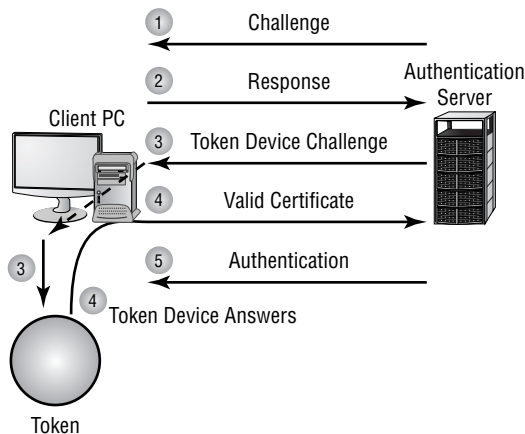 1 Challenge
2 Response
Authentication
Server
Client PC
3 Token Device Challenge
4 Valid Certificate
3
5 Authentication
4 Token Device Answers
Token